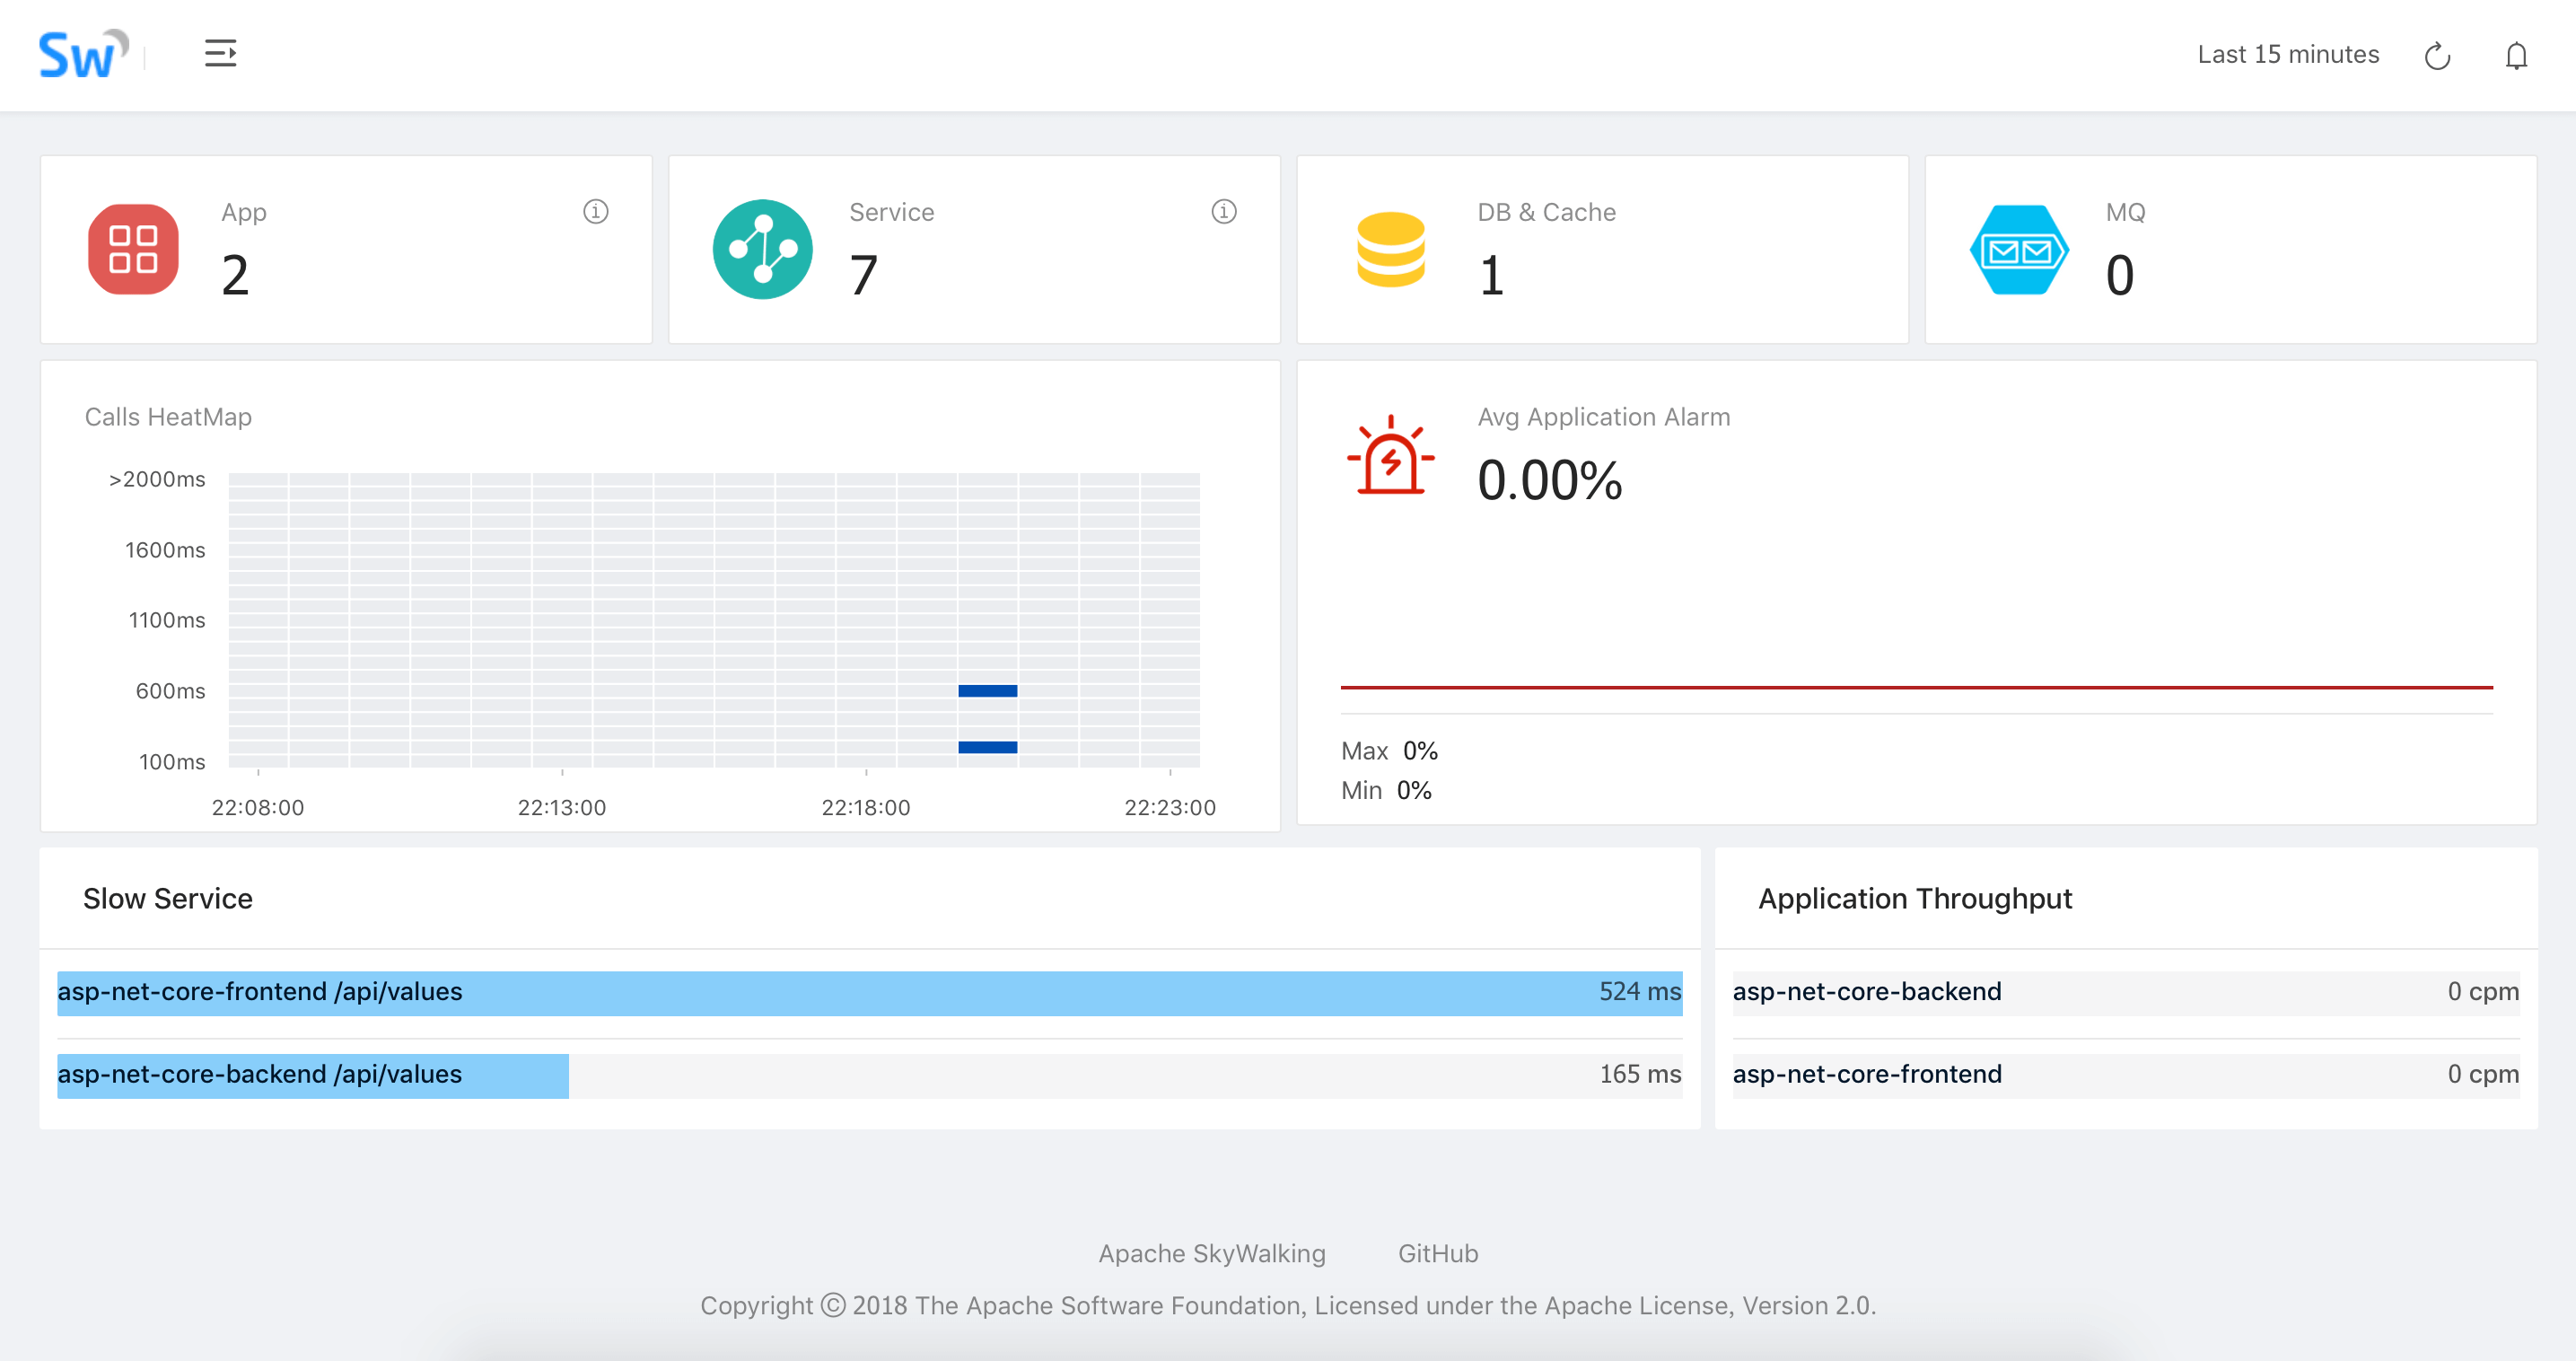 Sw
Last 15 minutes
App
2
Service
7
DB & Cache
1
MQ
0
Calls HeatMap
>2000ms
1600ms
1100ms
600ms
100ms
22:08:00 22:13:00 22:18:00 22:23:00
Avg Application Alarm
0.00%
Max 0%
Min 0%
Slow Service
asp-net-core-frontend /api/values 524 ms
asp-net-core-backend /api/values 165 ms
Application Throughput
asp-net-core-backend 0 cpm
asp-net-core-frontend 0 cpm
Apache SkyWalking GitHub
Copyright © 2018 The Apache Software Foundation, Licensed under the Apache License, Version 2.0.